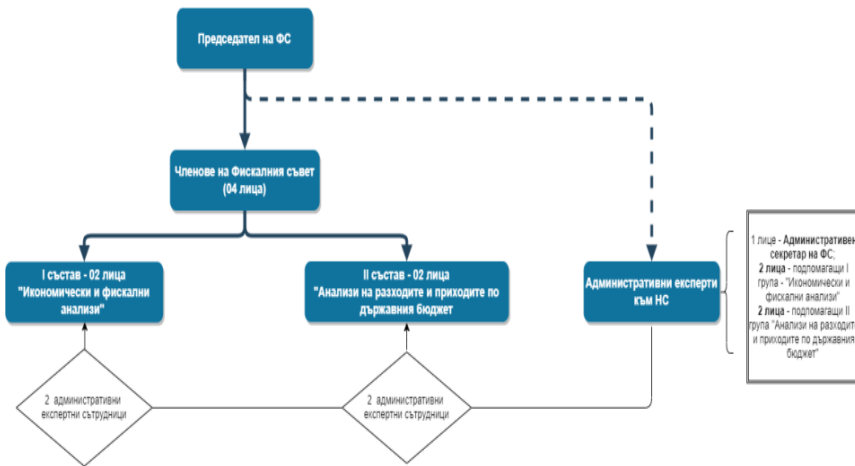 Председател на ФС
Членове на Фискалния съвет
(04 лица)
I състав - 02 лица
"Икономически и фискални
анализи"
II състав - 02 лица
"Анализи на разходите и приходите по
държавния бюджет
Административни експерти
към НС
1 лице - Административен
секретар на ФС;
2 лица - подпомагащи I
група - "Икономически и
фискални анализи"
2 лица - подпомагащи II
група "Анализи на разходите
и приходите по държавния
бюджет"
2 административни
експертни сътрудници
2 административни
експертни сътрудници